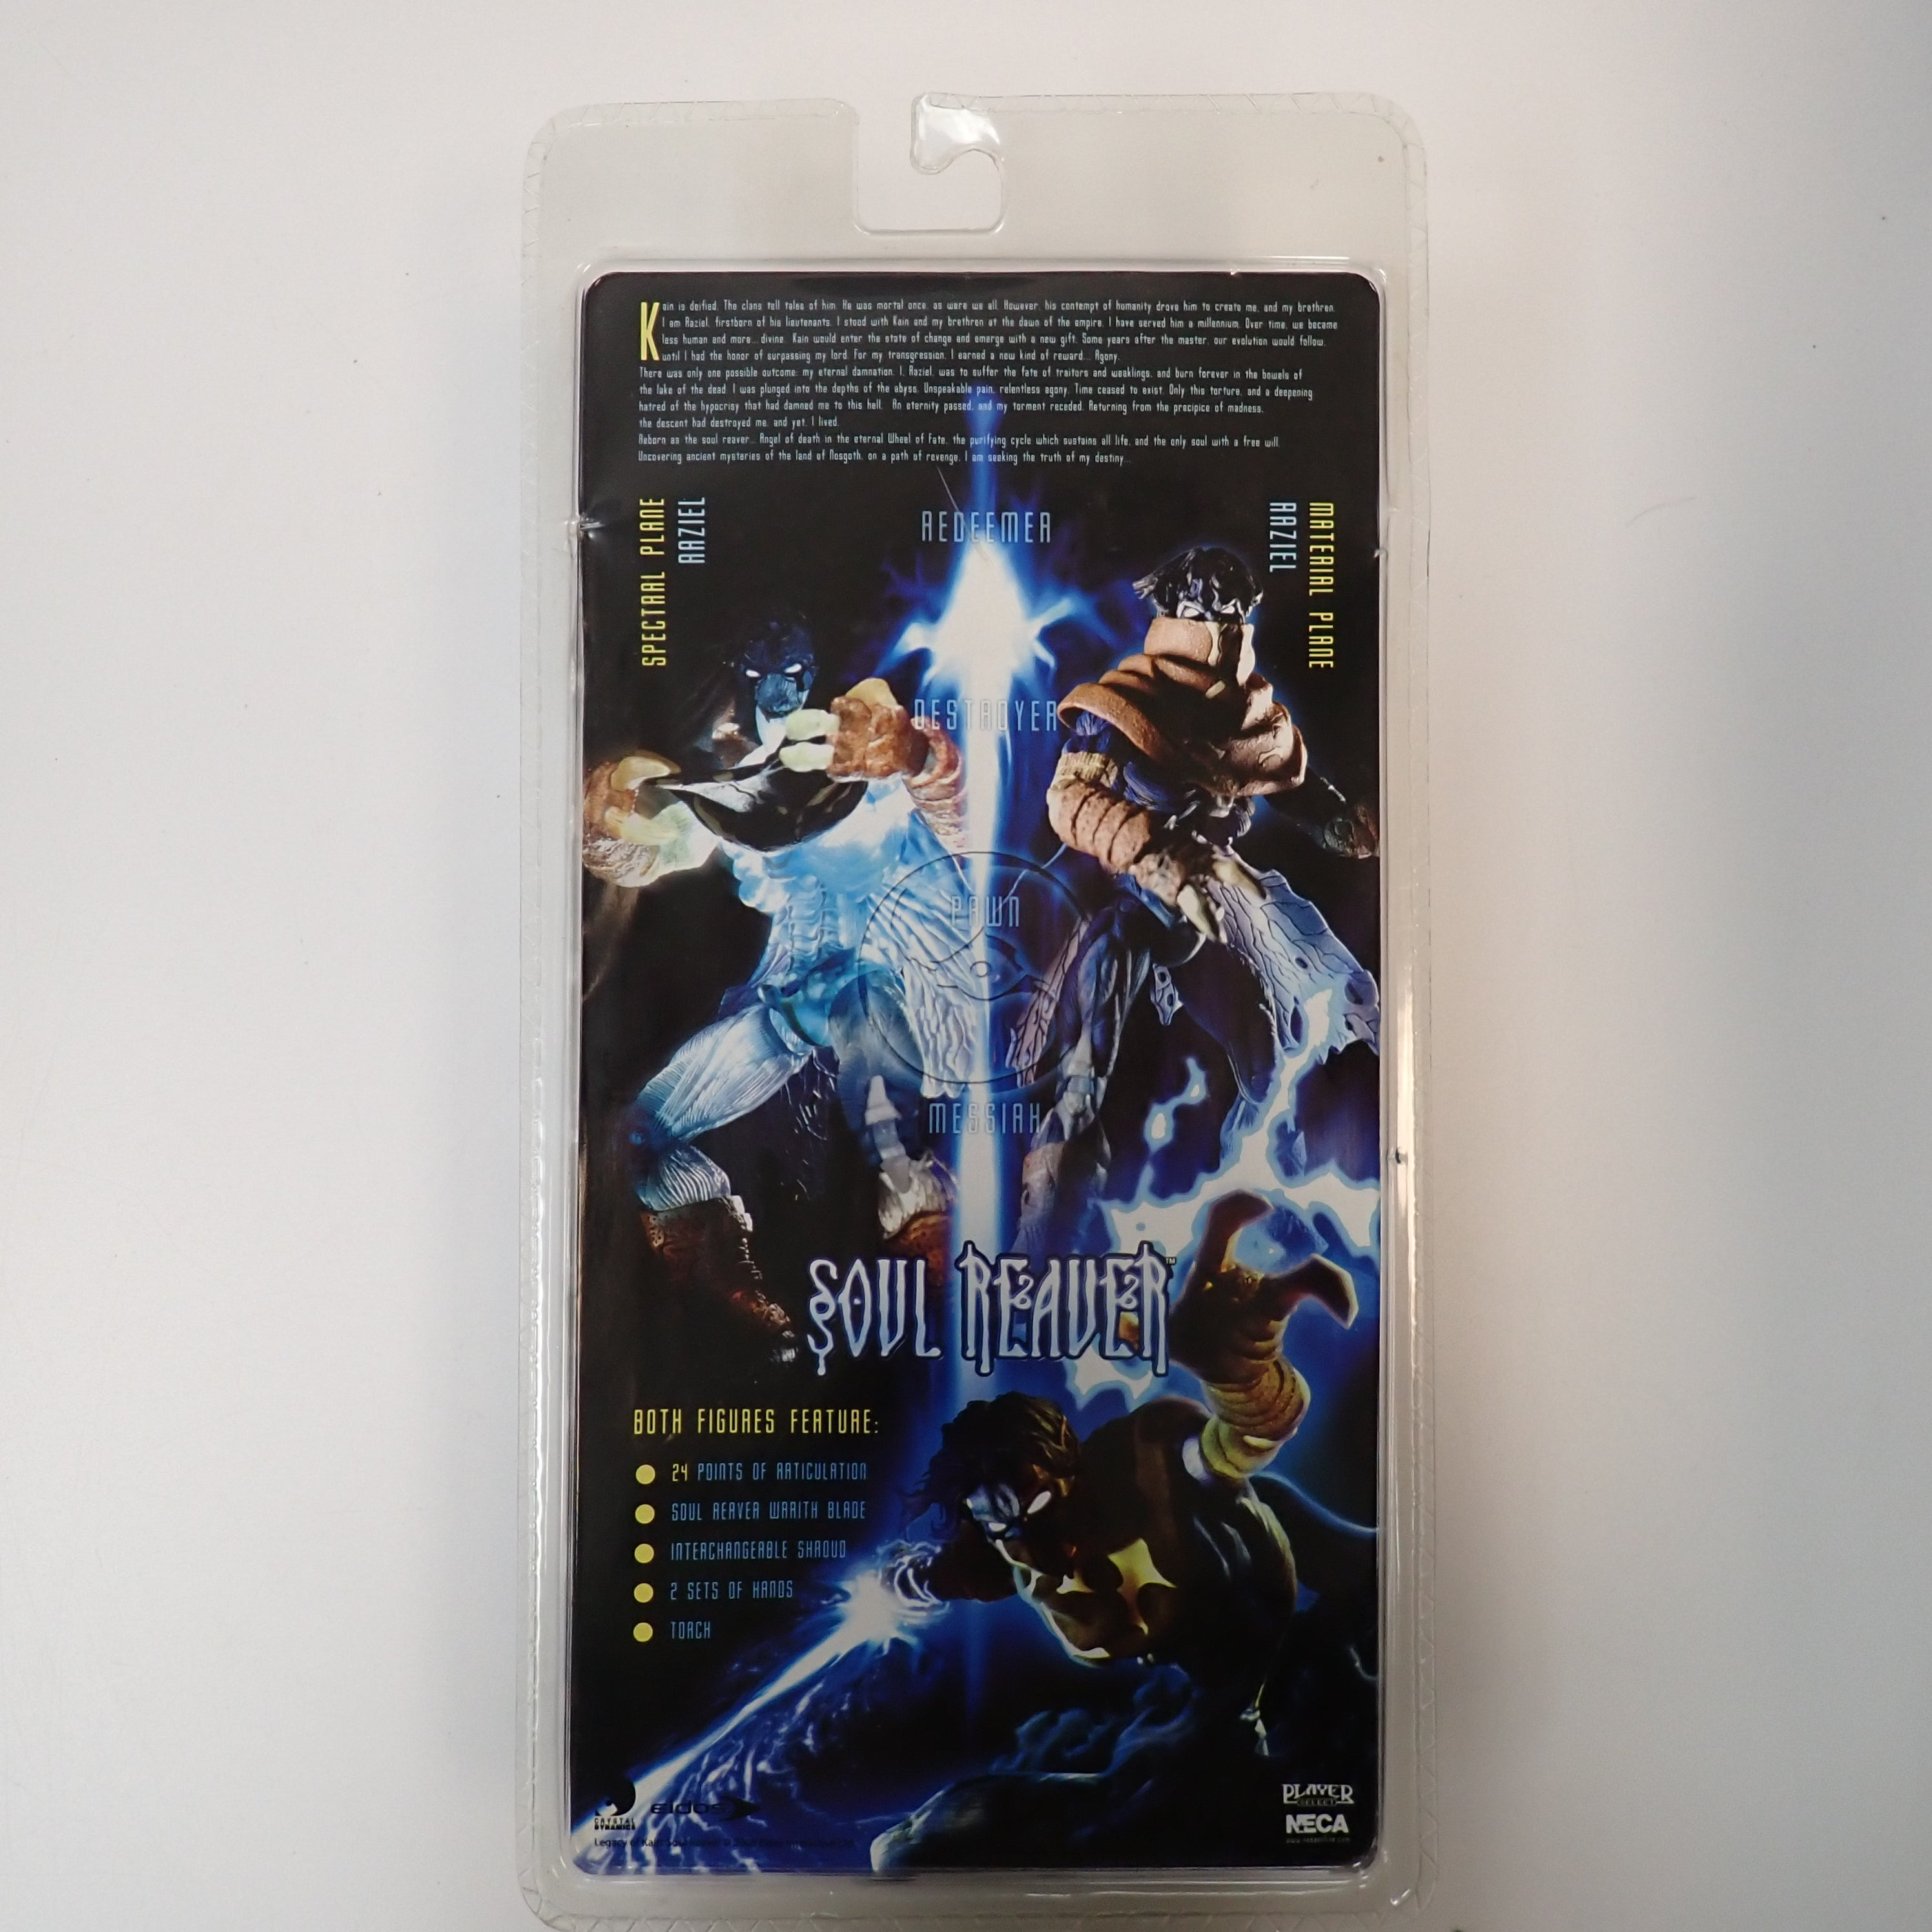 Kain is deified. The clans tell tales of him. He was mortal once, as were we all. However, his contempt of humanity drove him to create me, and my brethren.
I am Raziel, firstborn of his lieutenants. I stood with Kain and my brethren at the dawn of the empire. I have served him a millennium. Over time, we became
less human and more... divine. Kain would enter the state of change and emerge with a new gift. Some years after the master, our evolution would follow,
until I had the honor of surpassing my lord. For my transgression, I earned a new kind of reward... Agony.
There was only one possible outcome: my eternal damnation. I, Raziel, was to suffer the fate of traitors and weaklings, and burn forever in the bowels of
the lake of the dead. I was plunged into the depths of the abyss. Unspeakable pain, relentless agony. Time ceased to exist. Only this torture, and a deepening
hatred of the hypocrisy that had damned me to this hell. An eternity passed, and my torment receded. Returning from the precipice of madness,
the descent had destroyed me, and yet, I lived.
Reborn as the soul reaver... Angel of death in the eternal Wheel of Fate, the purifying cycle which sustains all life, and the only soul with a free will.
Uncovering ancient mysteries of the land of Nosgoth, on a path of revenge, I am seeking the truth of my destiny...
SPECTRAL PLANE
RAZIEL
MATERIAL PLANE
RAZIEL
REDEEMER
DESTROYER
PAWN
MESSIAH
SOUL REAVER™
BOTH FIGURES FEATURE:
24 POINTS OF ARTICULATION
SOUL REAVER WRAITH BLADE
INTERCHANGEABLE SHROUD
2 SETS OF HANDS
TORCH
CRYSTAL
DYNAMICS
eidos
Legacy of Kain
PLAYER
SELECT
NECA